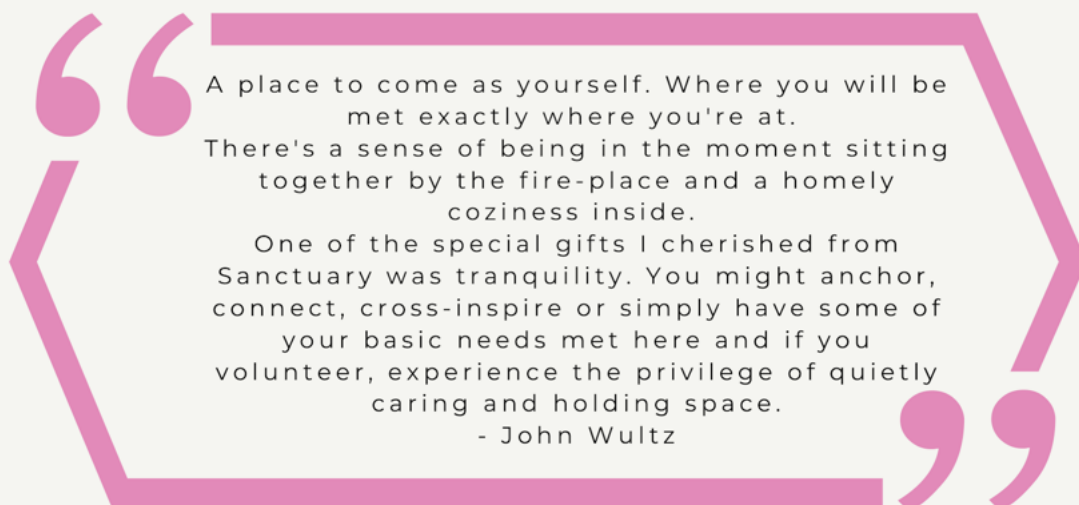 A place to come as yourself. Where you will be
met exactly where you're at.
There's a sense of being in the moment sitting
together by the fire-place and a homely
coziness inside.
One of the special gifts I cherished from
Sanctuary was tranquility. You might anchor,
connect, cross-inspire or simply have some of
your basic needs met here and if you
volunteer, experience the privilege of quietly
caring and holding space.
- John Wultz